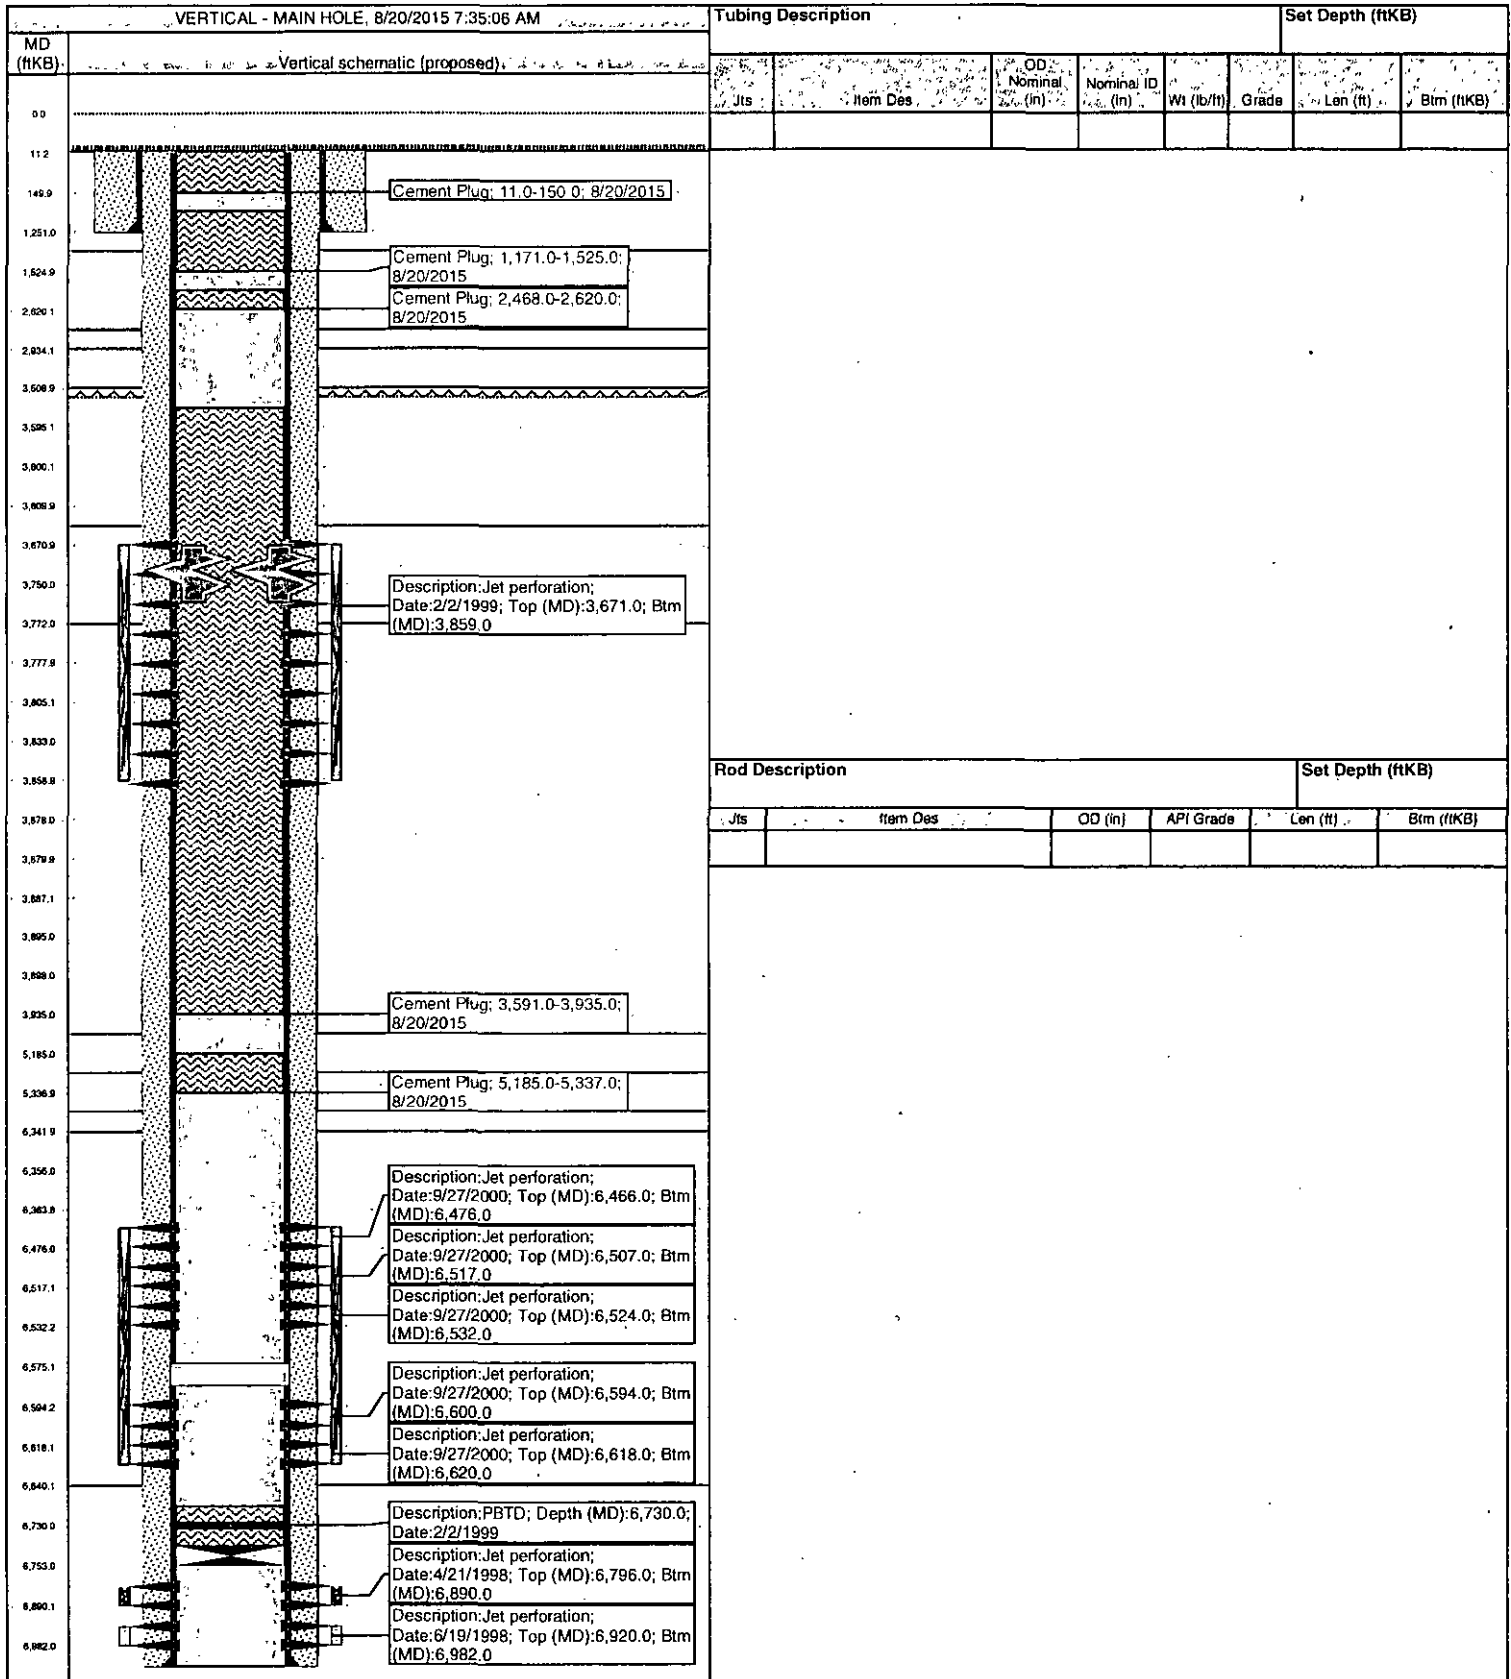 VERTICAL - MAIN HOLE, 8/20/2015 7:35:06 AM
MD
(ftKB)
Vertical schematic (proposed)
0.0
11.2
149.9
1,251.0
1,524.9
2,620.1
2,934.1
3,508.9
3,595.1
3,600.1
3,609.9
3,670.9
3,750.0
3,772.0
3,777.9
3,805.1
3,833.0
3,858.9
3,878.0
3,879.9
3,887.1
3,895.0
3,898.0
3,935.0
5,185.0
5,336.9
6,341.9
6,356.0
6,363.8
6,476.0
6,517.1
6,532.2
6,575.1
6,594.2
6,618.1
6,640.1
6,730.0
6,753.0
6,890.1
6,982.0
Cement Plug; 11.0-150.0; 8/20/2015
Cement Plug; 1,171.0-1,525.0;
8/20/2015
Cement Plug; 2,468.0-2,620.0;
8/20/2015
Description:Jet perforation;
Date:2/2/1999; Top (MD):3,671.0; Btm
(MD):3,859.0
Cement Plug; 3,591.0-3,935.0;
8/20/2015
Cement Plug; 5,185.0-5,337.0;
8/20/2015
Description:Jet perforation;
Date:9/27/2000; Top (MD):6,466.0; Btm
(MD):6,476.0
Description:Jet perforation;
Date:9/27/2000; Top (MD):6,507.0; Btm
(MD):6,517.0
Description:Jet perforation;
Date:9/27/2000; Top (MD):6,524.0; Btm
(MD):6,532.0
Description:Jet perforation;
Date:9/27/2000; Top (MD):6,594.0; Btm
(MD):6,600.0
Description:Jet perforation;
Date:9/27/2000; Top (MD):6,618.0; Btm
(MD):6,620.0
Description:PBTD; Depth (MD):6,730.0;
Date:2/2/1999
Description:Jet perforation;
Date:4/21/1998; Top (MD):6,796.0; Btm
(MD):6,890.0
Description:Jet perforation;
Date:6/19/1998; Top (MD):6,920.0; Btm
(MD):6,982.0
Tubing Description
Set Depth (ftKB)
Jts
Item Des
OD
Nominal
(in)
Nominal ID
(in)
Wt (lb/ft)
Grade
Len (ft)
Btm (ftKB)
Rod Description
Set Depth (ftKB)
Jts
Item Des
OD (in)
API Grade
Len (ft)
Btm (ftKB)